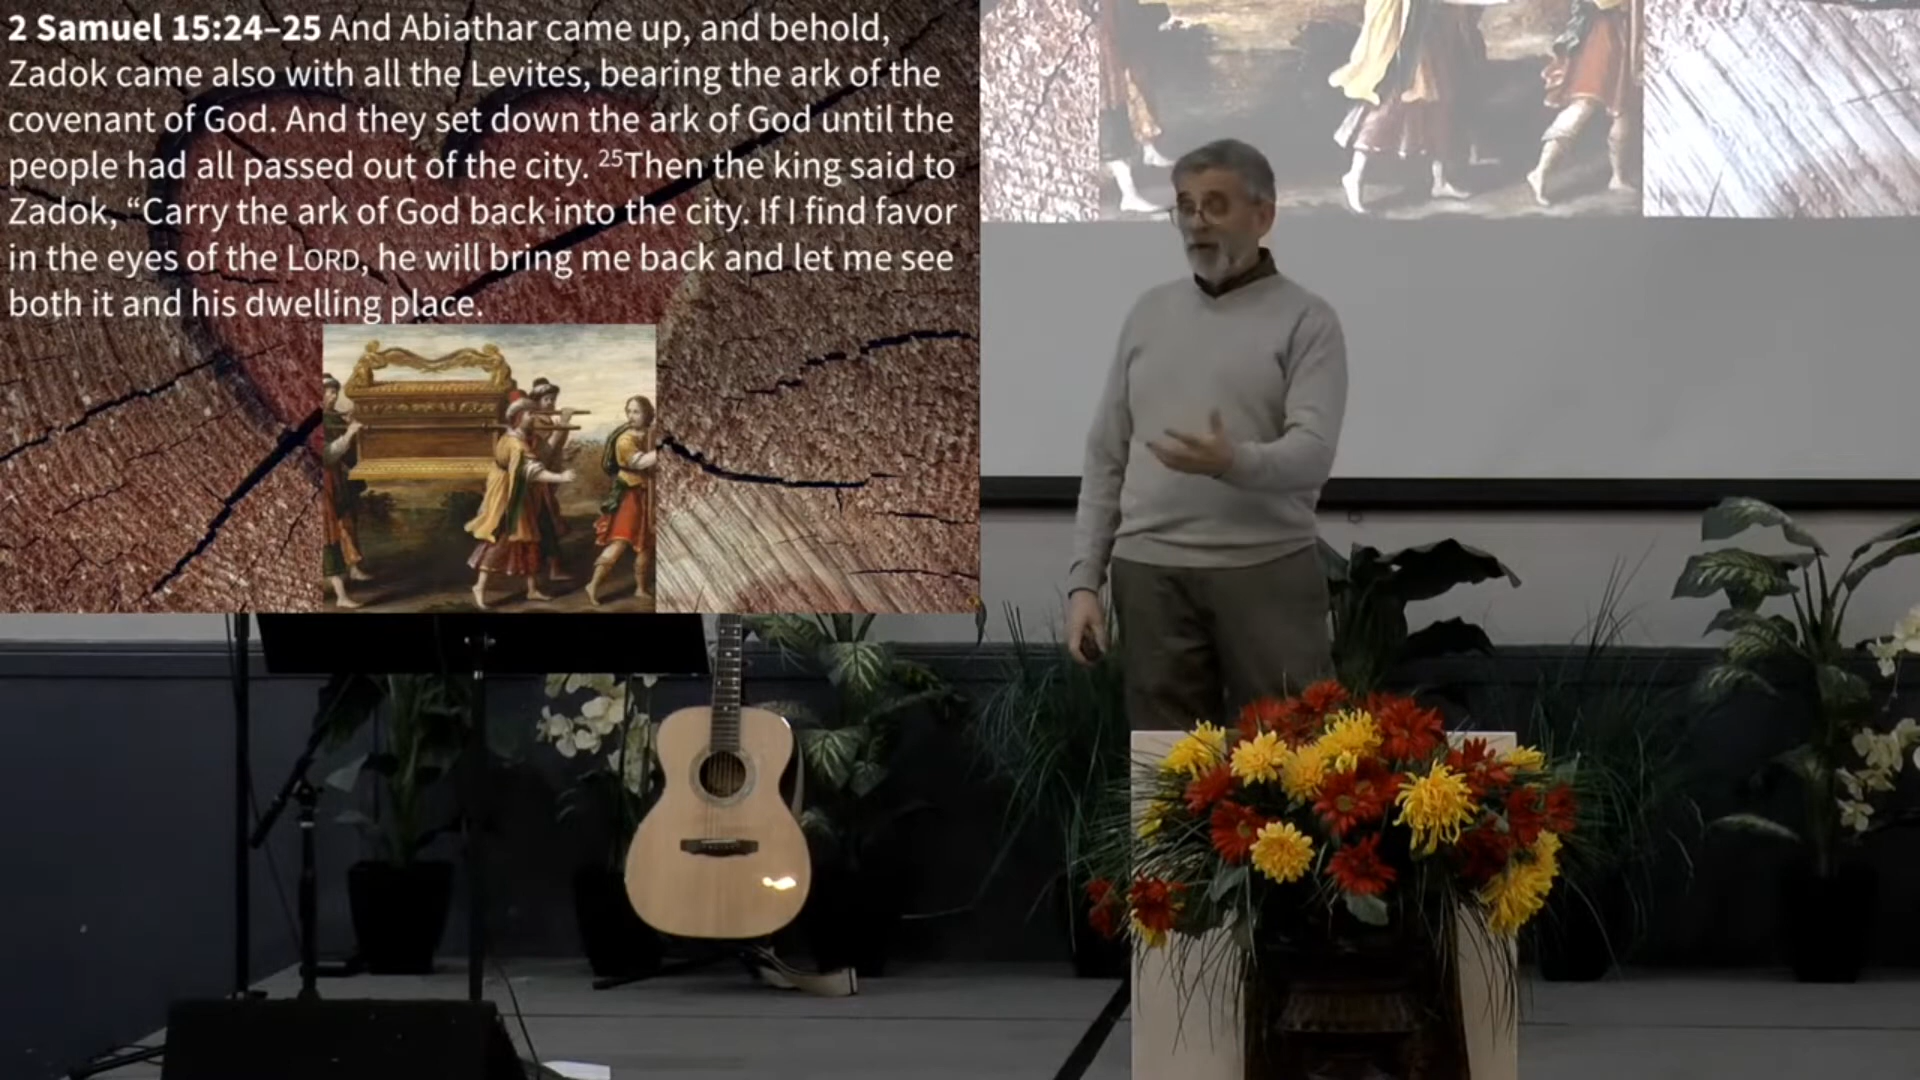 2 Samuel 15:24–25 And Abiathar came up, and behold,
Zadok came also with all the Levites, bearing the ark of the
covenant of God. And they set down the ark of God until the
people had all passed out of the city. ²⁵Then the king said to
Zadok, “Carry the ark of God back into the city. If I find favor
in the eyes of the LORD, he will bring me back and let me see
both it and his dwelling place.